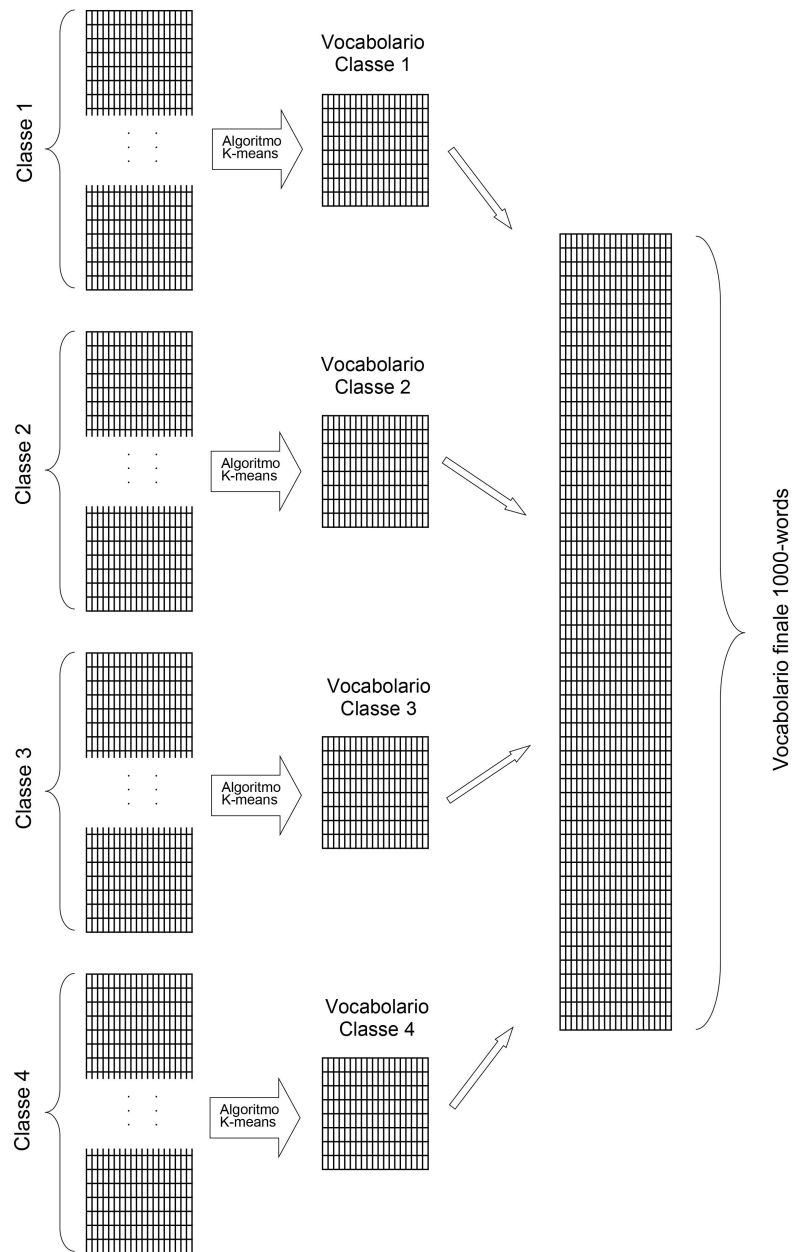 Classe 1
Algoritmo
K-means
Vocabolario
Classe 1
Classe 2
Algoritmo
K-means
Vocabolario
Classe 2
Classe 3
Algoritmo
K-means
Vocabolario
Classe 3
Classe 4
Algoritmo
K-means
Vocabolario
Classe 4
Vocabolario finale 1000-words